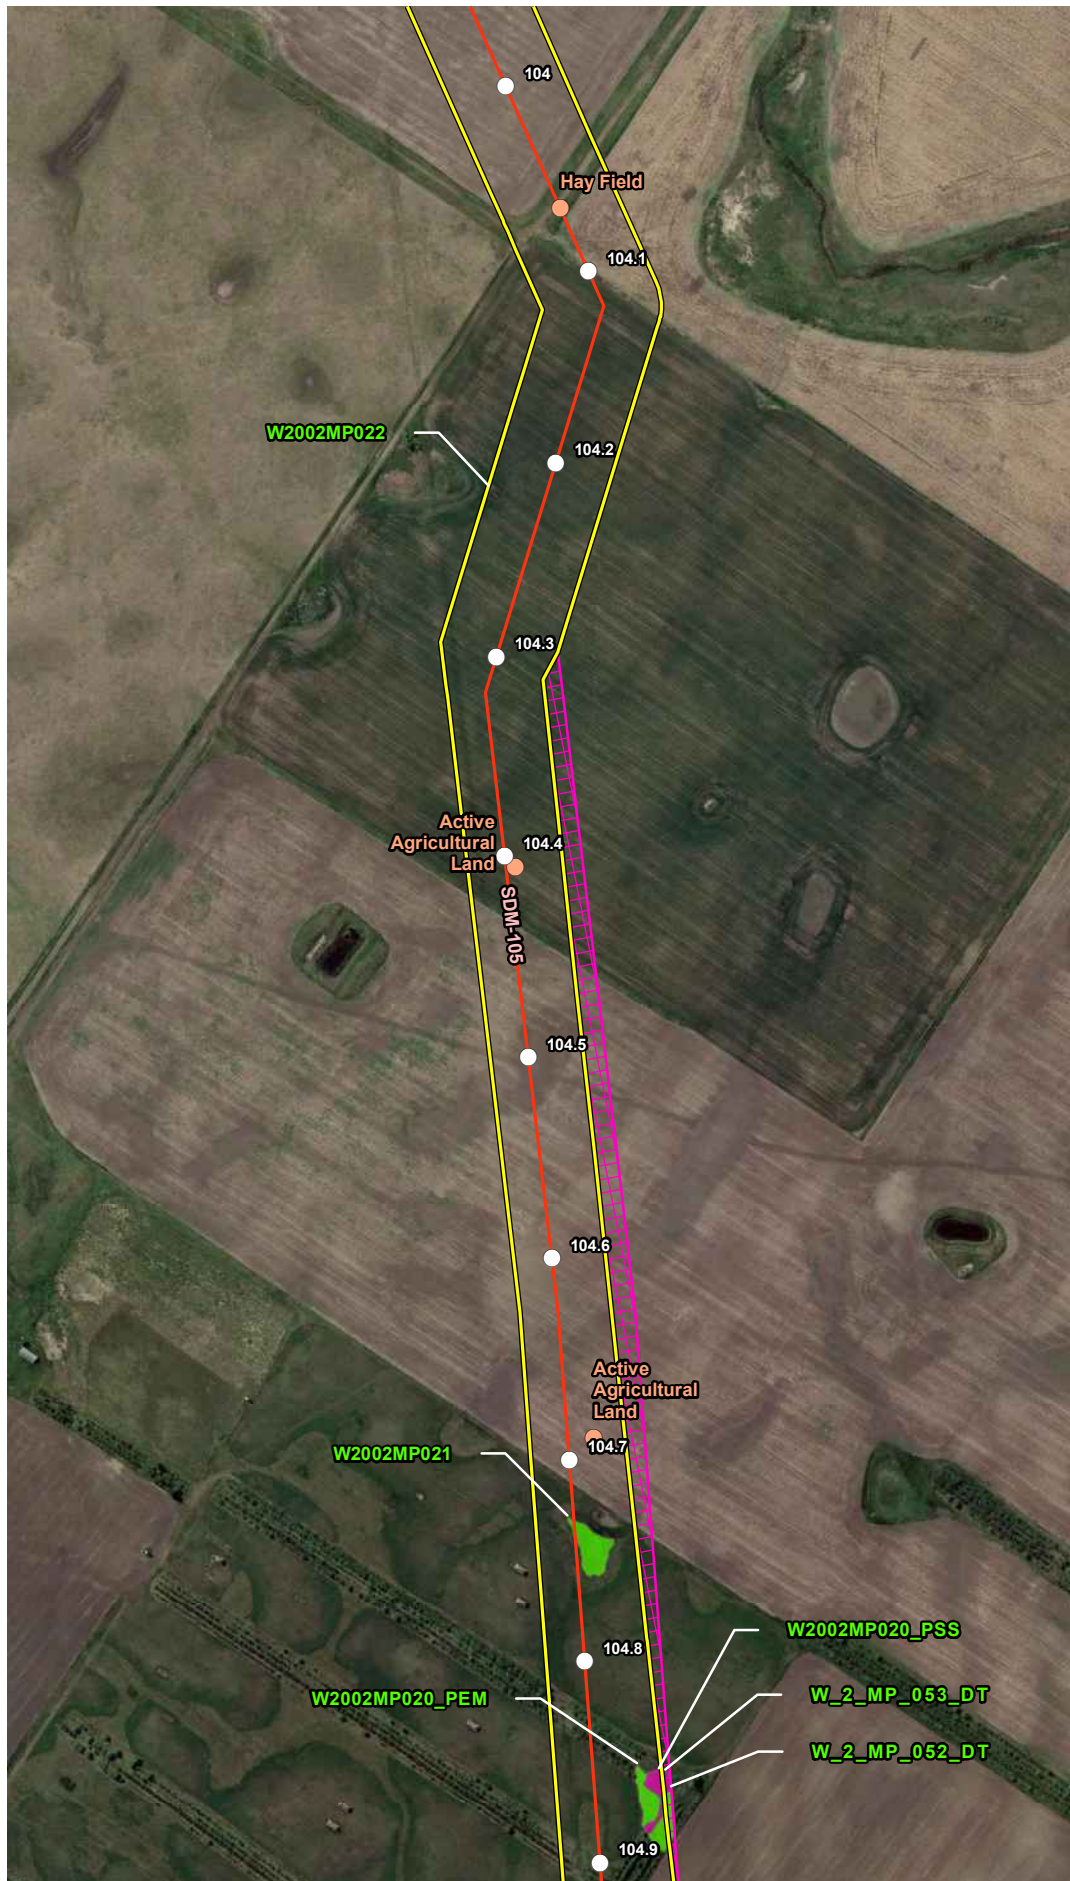 104
Hay Field
104.1
W2002MP022
104.2
104.3
Active
Agricultural
Land
104.4
SDM-105
104.5
104.6
Active
Agricultural
Land
104.7
W2002MP021
W2002MP020_PSS
104.8
W_2_MP_053_DT
W2002MP020_PEM
W_2_MP_052_DT
104.9